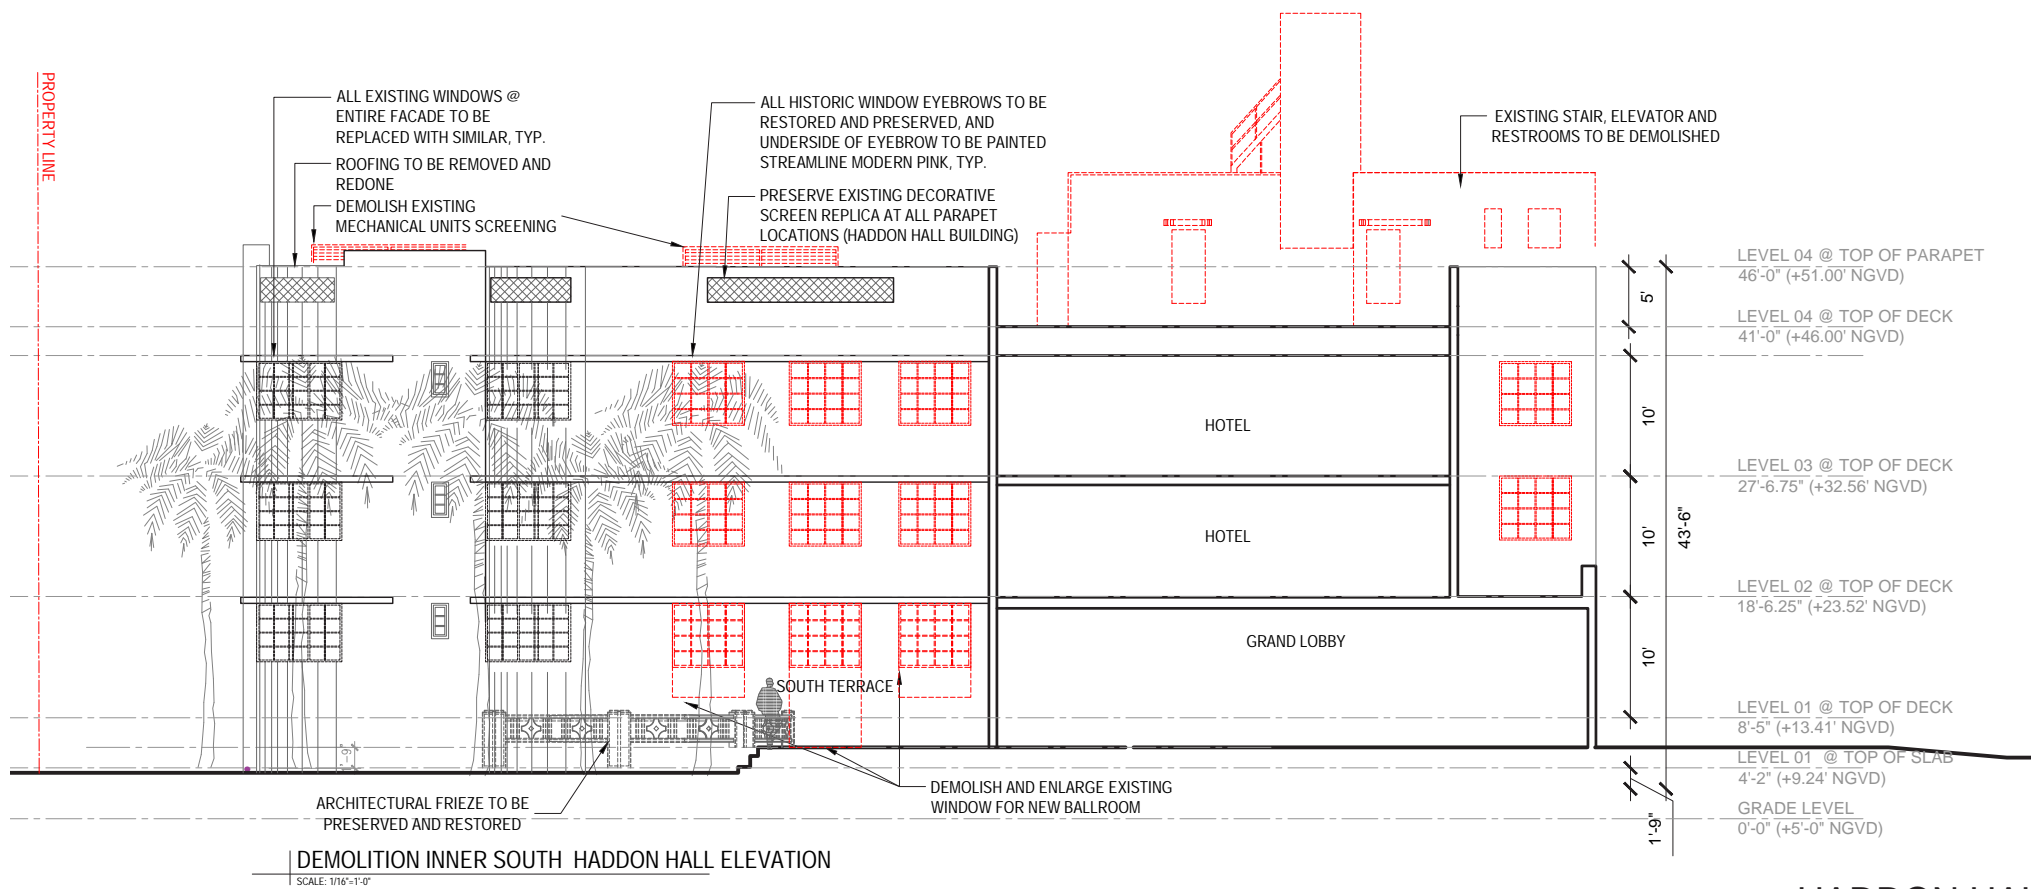 PROPERTY LINE
ALL EXISTING WINDOWS @
ENTIRE FACADE TO BE
REPLACED WITH SIMILAR, TYP.
ROOFING TO BE REMOVED AND
REDONE
DEMOLISH EXISTING
MECHANICAL UNITS SCREENING
ALL HISTORIC WINDOW EYEBROWS TO BE
RESTORED AND PRESERVED, AND
UNDERSIDE OF EYEBROW TO BE PAINTED
STREAMLINE MODERN PINK, TYP.
PRESERVE EXISTING DECORATIVE
SCREEN REPLICA AT ALL PARAPET
LOCATIONS (HADDON HALL BUILDING)
EXISTING STAIR, ELEVATOR AND
RESTROOMS TO BE DEMOLISHED
LEVEL 04 @ TOP OF PARAPET
46'-0" (+51.00' NGVD)
5'
LEVEL 04 @ TOP OF DECK
41'-0" (+46.00' NGVD)
10'
HOTEL
LEVEL 03 @ TOP OF DECK
27'-6.75" (+32.56' NGVD)
10'
43'-6"
HOTEL
LEVEL 02 @ TOP OF DECK
18'-6.25" (+23.52' NGVD)
10'
GRAND LOBBY
SOUTH TERRACE
LEVEL 01 @ TOP OF DECK
8'-5" (+13.41' NGVD)
LEVEL 01 @ TOP OF SLAB
4'-2" (+9.24' NGVD)
GRADE LEVEL
0'-0" (+5'-0" NGVD)
1'-9"
1'-9"
DEMOLISH AND ENLARGE EXISTING
WINDOW FOR NEW BALLROOM
ARCHITECTURAL FRIEZE TO BE
PRESERVED AND RESTORED
DEMOLITION INNER SOUTH HADDON HALL ELEVATION
SCALE: 1/16"=1'-0"